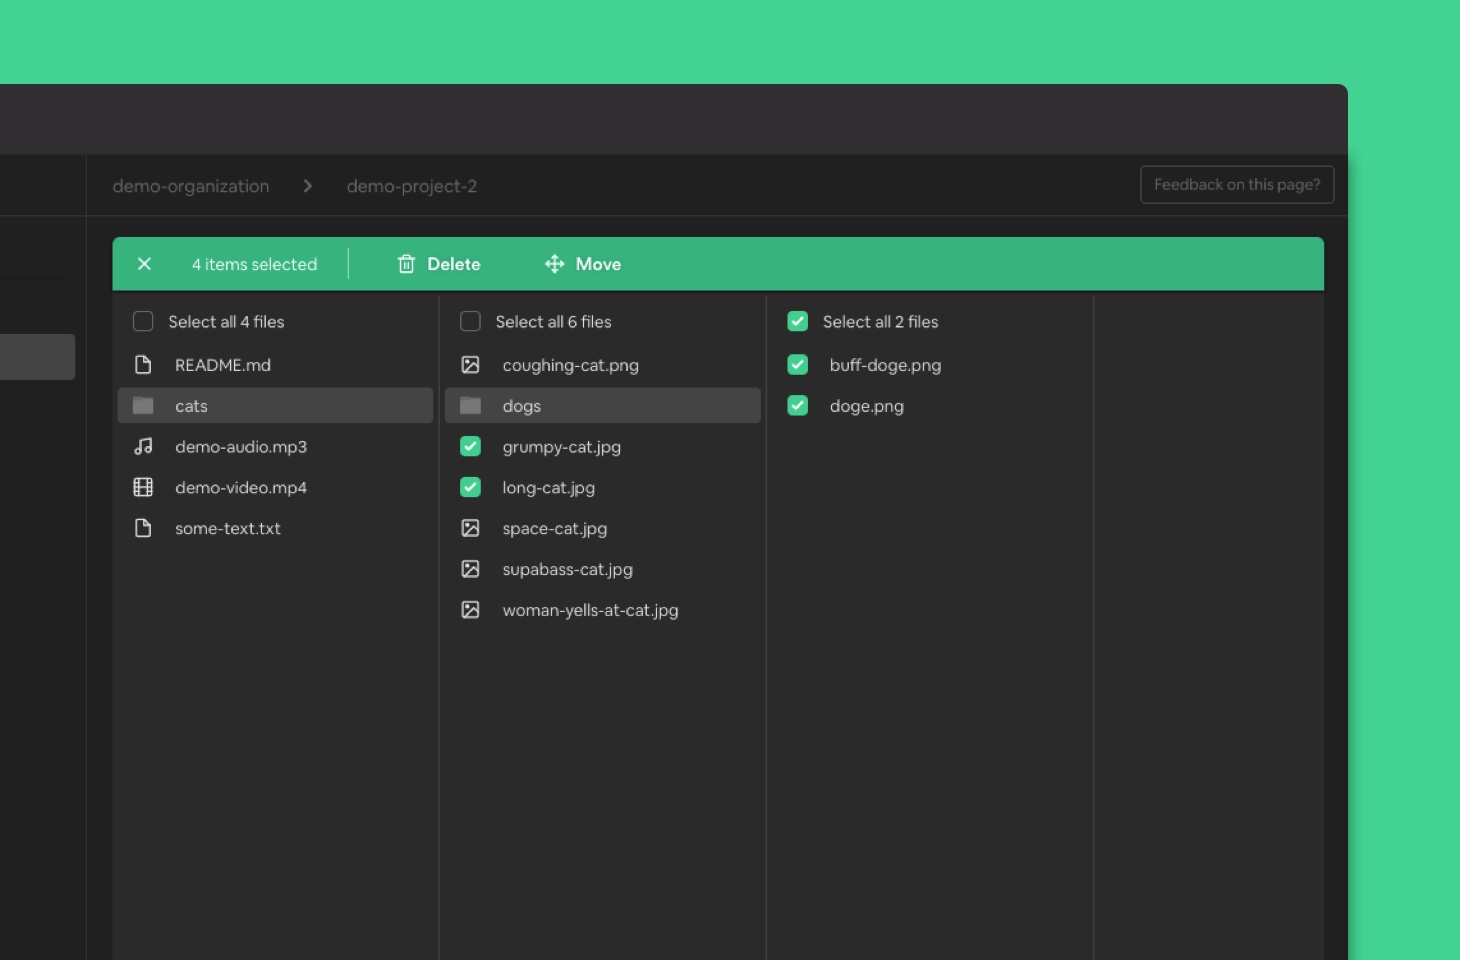 demo-organization
demo-project-2
Feedback on this page?
4 items selected
Delete
Move
Select all 4 files
README.md
cats
demo-audio.mp3
demo-video.mp4
some-text.txt
Select all 6 files
coughing-cat.png
dogs
grumpy-cat.jpg
long-cat.jpg
space-cat.jpg
supabass-cat.jpg
woman-yells-at-cat.jpg
Select all 2 files
buff-doge.png
doge.png